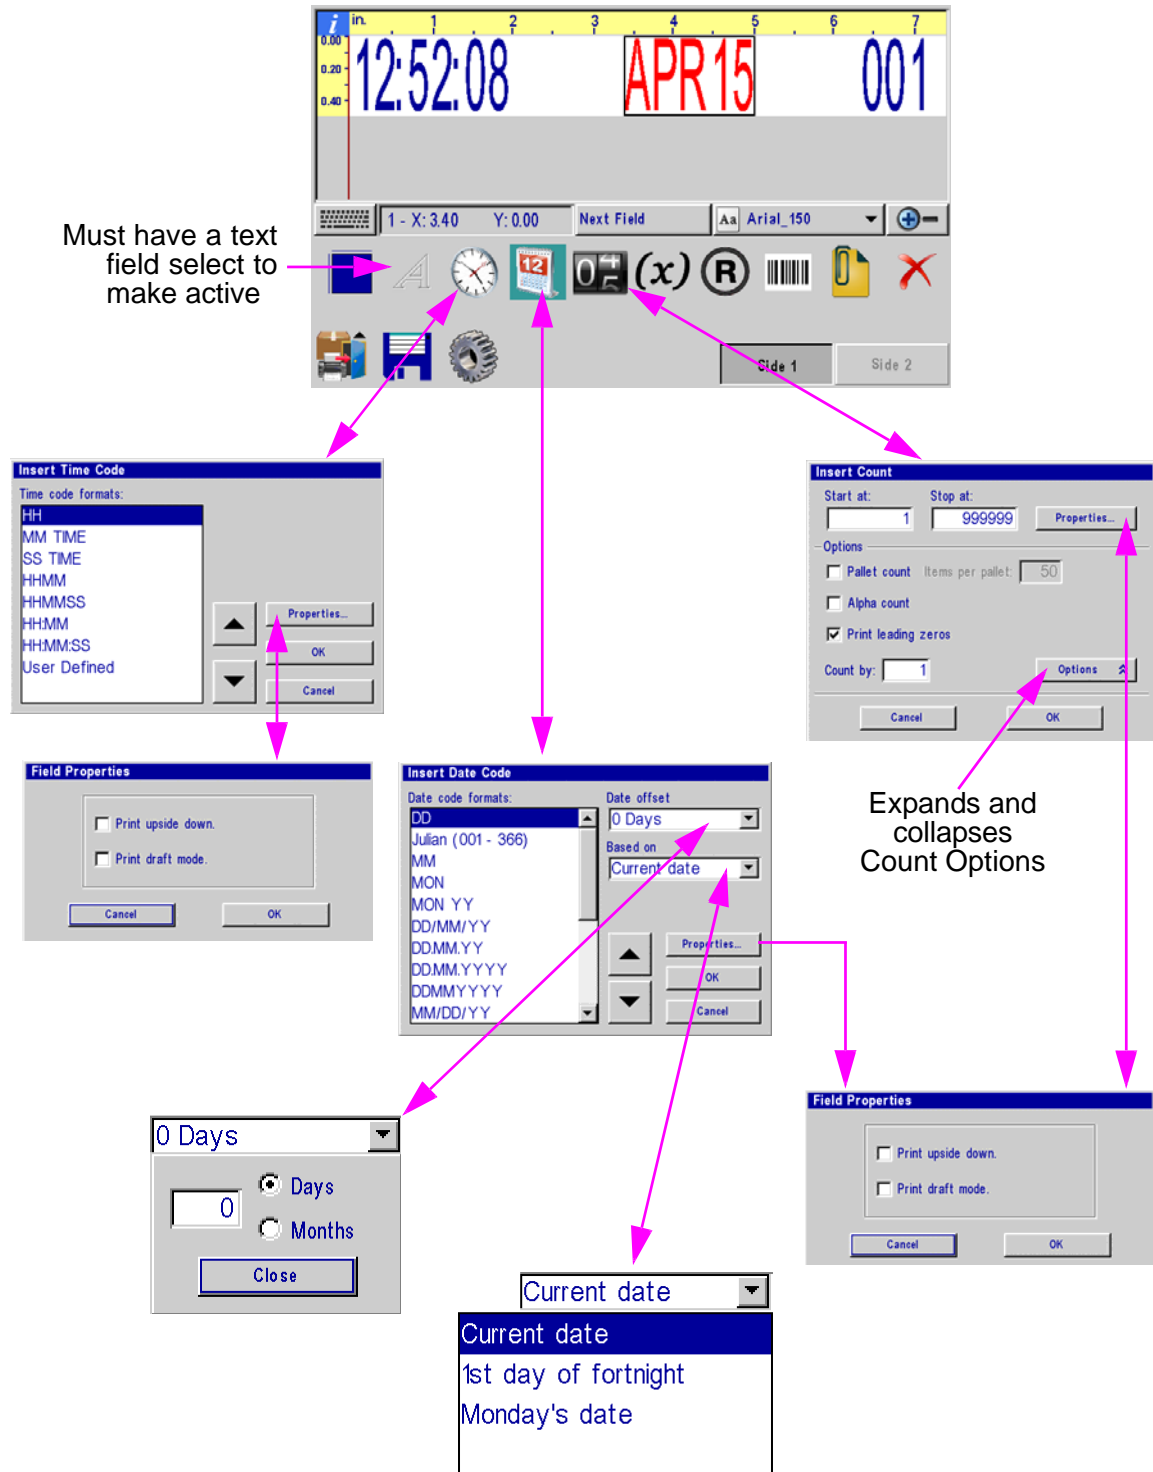 in. 1 2 3 4 5 6 7
0.00
0.20
0.40
12:52:08 APR 15 001
1 - X: 3.40 Y: 0.00 Next Field Aa Arial_150
Must have a text
field select to
make active
A 12 04 5 (x) R
Side 1 Side 2
Insert Time Code
Time code formats:
HH
MM TIME
SS TIME
HHMM
HHMMSS
HH:MM
HH:MM:SS
User Defined
Properties...
OK
Cancel
Insert Count
Start at: Stop at:
1 999999 Properties...
Options
Pallet count Items per pallet: 50
Alpha count
Print leading zeros
Count by: 1 Options
Cancel OK
Field Properties
Print upside down.
Print draft mode.
Cancel OK
Insert Date Code
Date code formats:
DD
Julian (001 - 366)
MM
MON
MON YY
DD/MM/YY
DD.MM.YY
DD.MM.YYYY
DDMMYYYY
MM/DD/YY
Date offset
0 Days
Based on
Current date
Properties...
OK
Cancel
Expands and
collapses
Count Options
0 Days
0 Days
Months
Close
Current date
Current date
1st day of fortnight
Monday's date
Field Properties
Print upside down.
Print draft mode.
Cancel OK